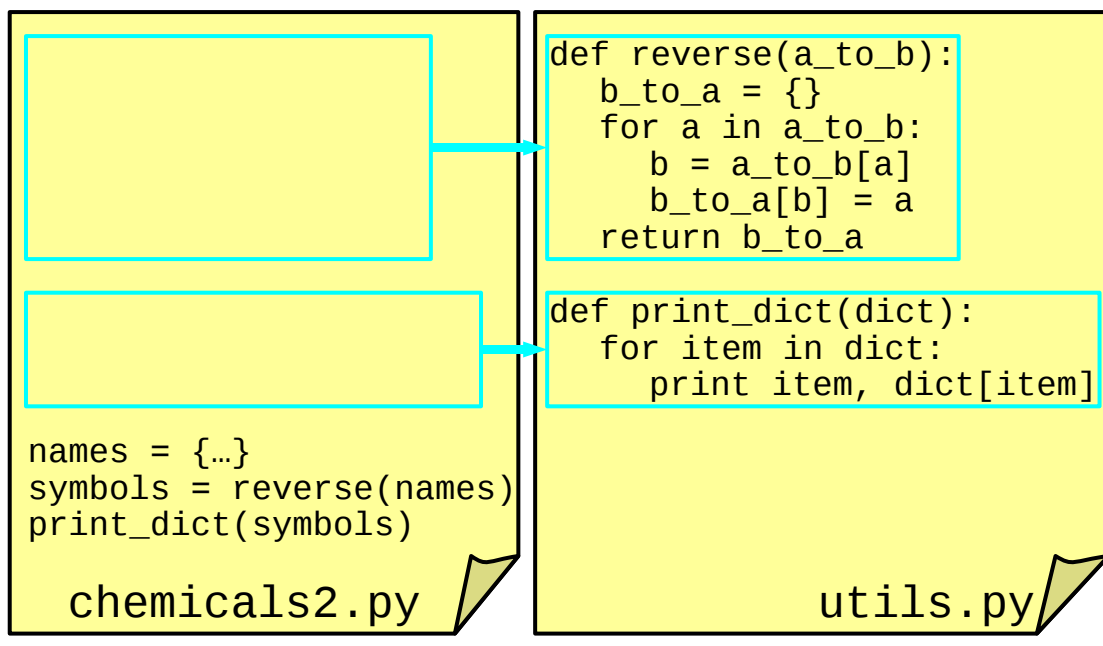 names = {…}
symbols = reverse(names)
print_dict(symbols)
chemicals2.py
def reverse(a_to_b):
b_to_a = {}
for a in a_to_b:
b = a_to_b[a]
b_to_a[b] = a
return b_to_a
def print_dict(dict):
for item in dict:
print item, dict[item]
utils.py